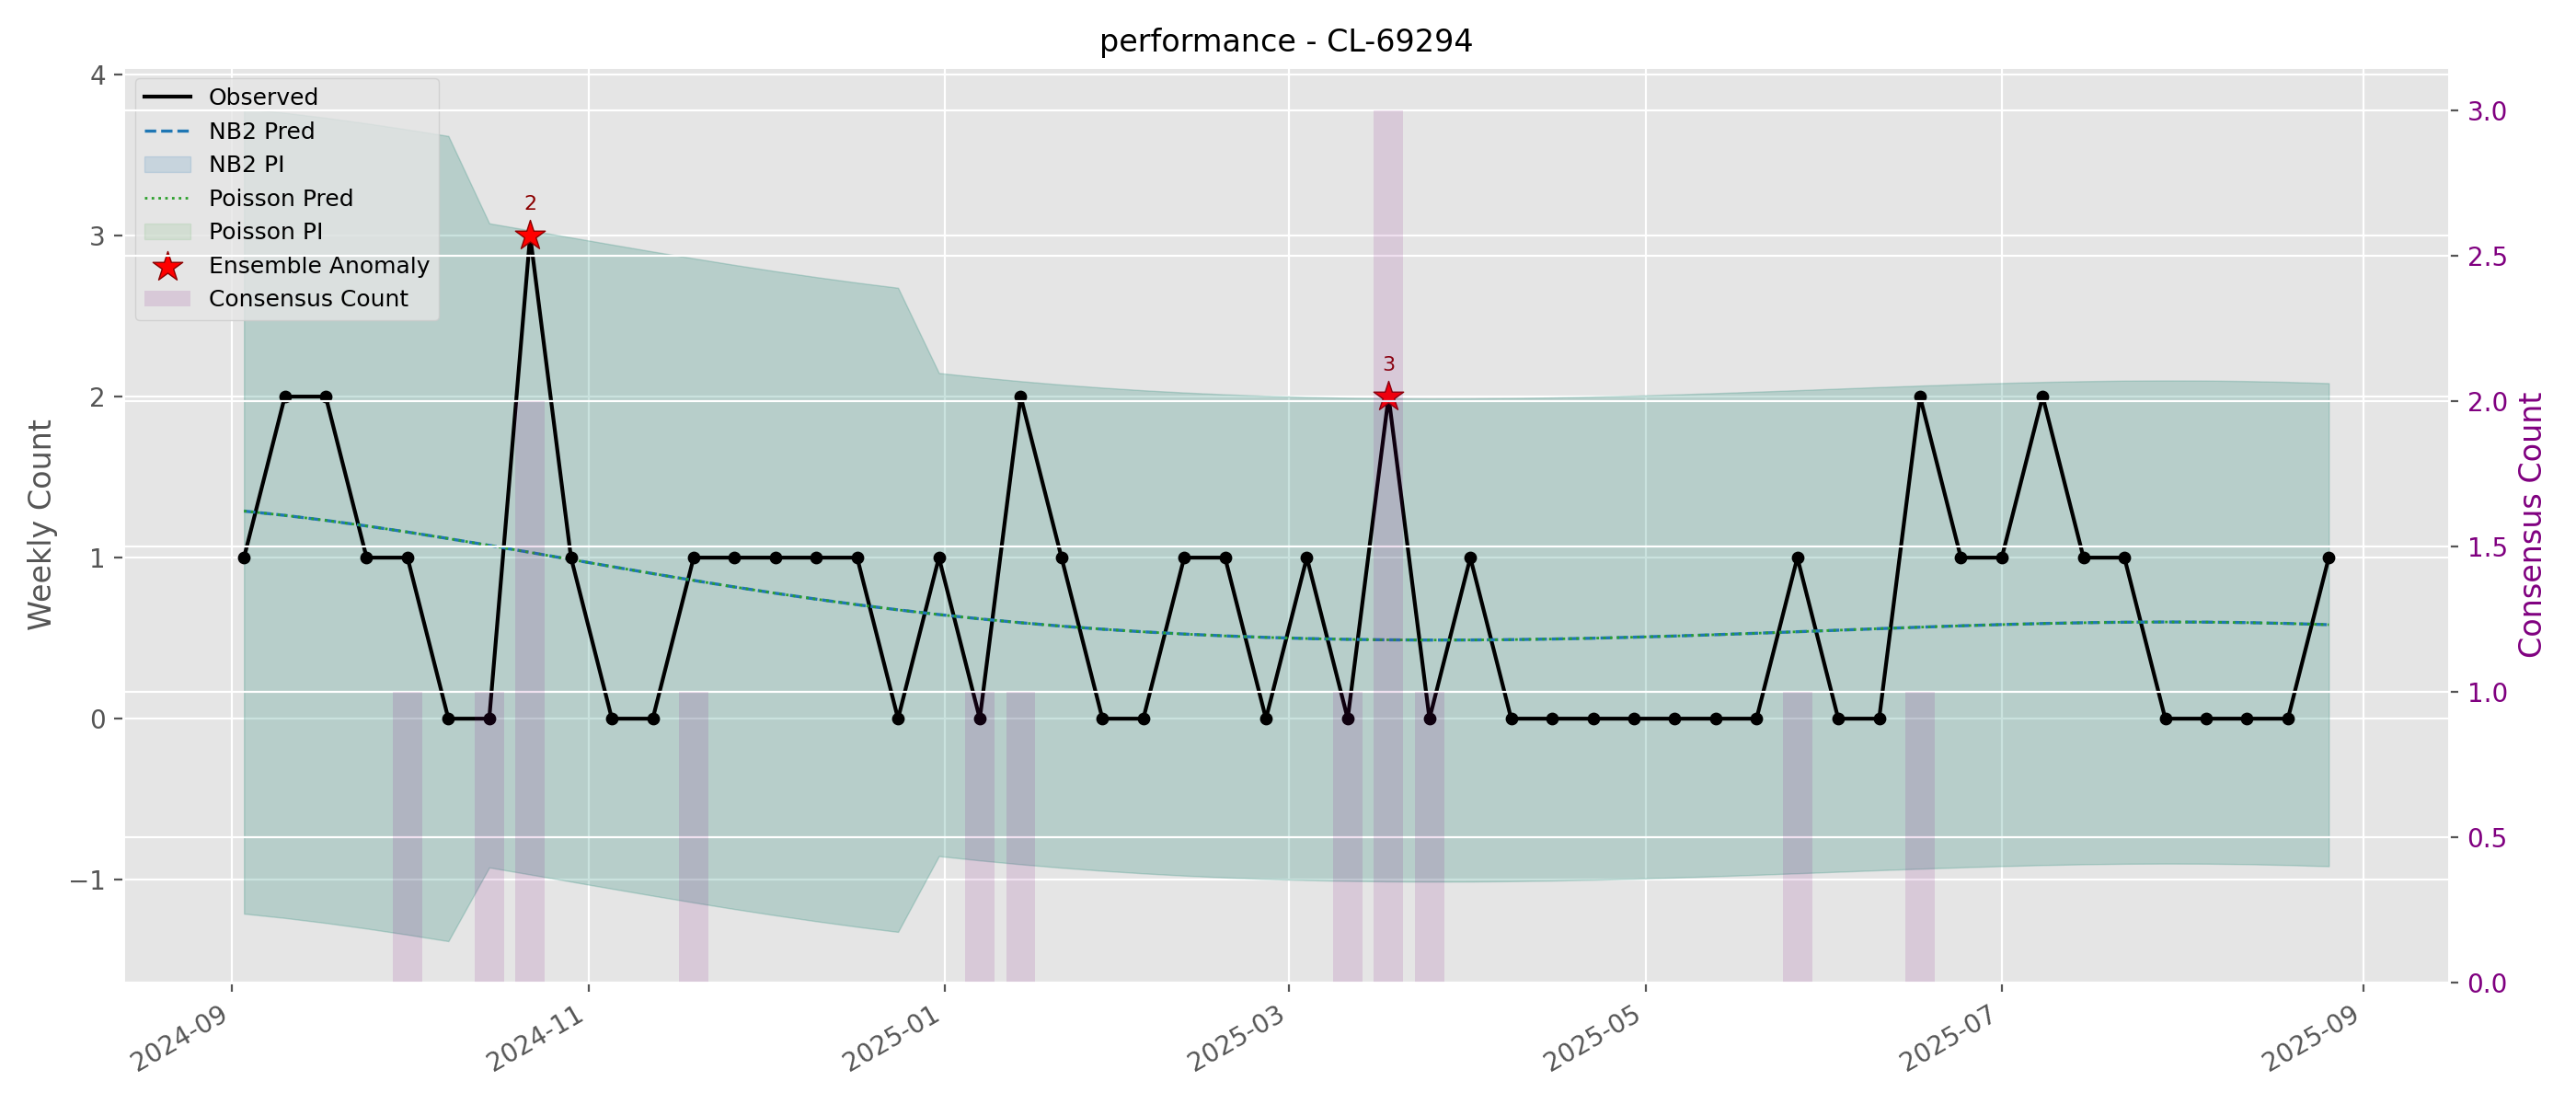 performance - CL-69294
Observed
NB2 Pred
NB2 PI
Poisson Pred
Poisson PI
Ensemble Anomaly
Consensus Count
4
3
2
1
0
−1
Weekly Count
2
3
3.0
2.5
2.0
1.5
1.0
0.5
0.0
Consensus Count
2024-09
2024-11
2025-01
2025-03
2025-05
2025-07
2025-09